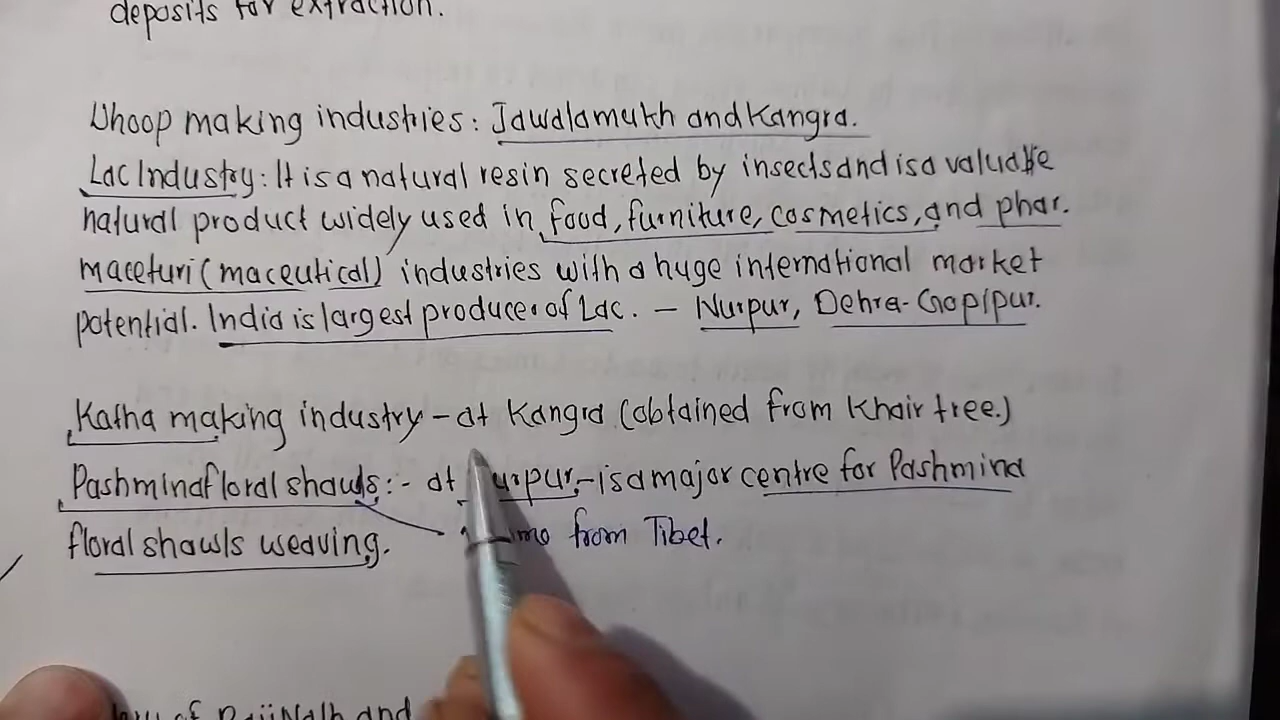 deposits for extraction.
Dhoop making industries: Jawalamukh and Kangra.
Lac Industry: It is a natural resin secreted by insects and is a valuable
natural product widely used in food, furniture, cosmetics, and phar.
maceturi (maceutical) industries with a huge international market
potential. India is largest producer of Lac. – Nurpur, Dehra-Gopipur.
Katha making industry – at Kangra (obtained from Khair tree.)
Pashmina floral shawls:- at – is a major centre for Pashmina
floral shawls weaving. from Tibet.
of and